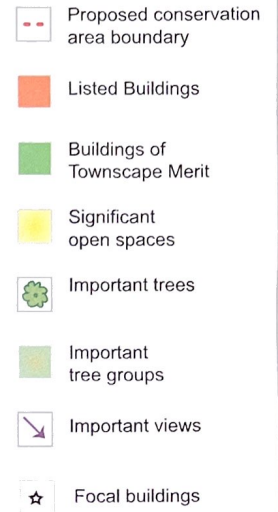 Proposed conservation
area boundary
Listed Buildings
Buildings of
Townscape Merit
Significant
open spaces
Important trees
Important
tree groups
Important views
Focal buildings